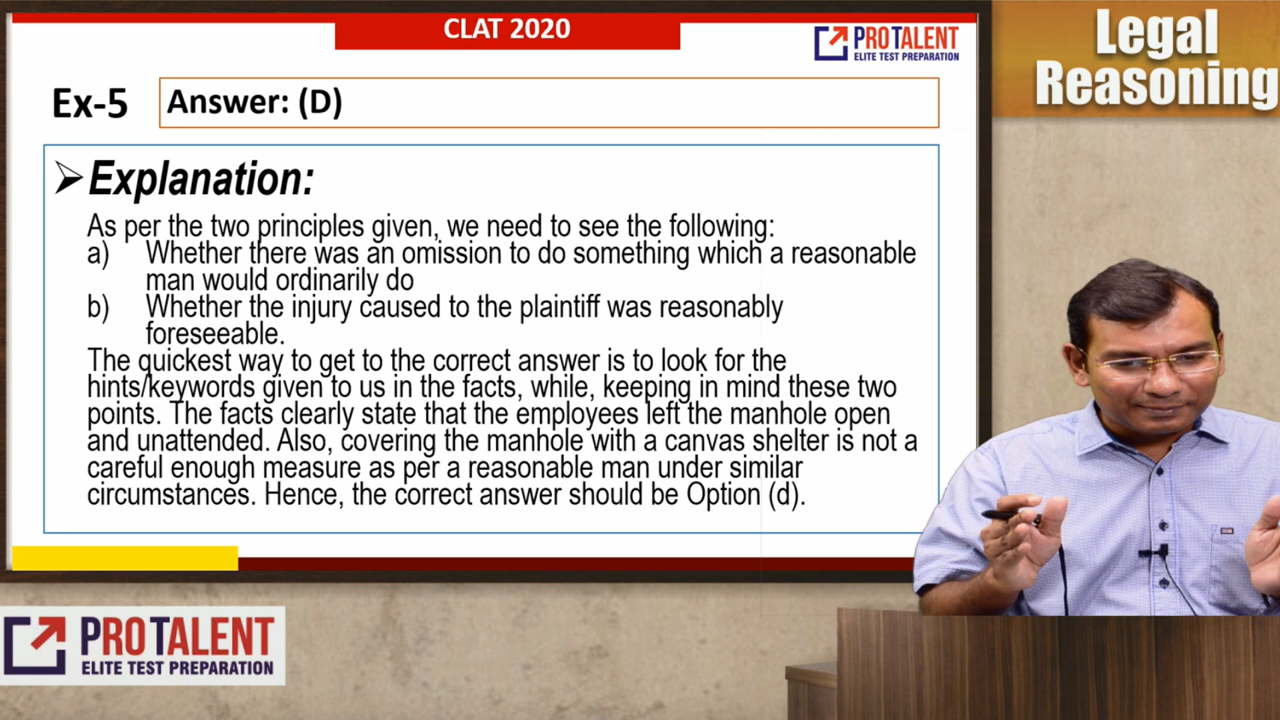 CLAT 2020
PROTALENT
ELITE TEST PREPARATION
Legal
Reasoning
Ex-5
Answer: (D)
Explanation:
As per the two principles given, we need to see the following:
a) Whether there was an omission to do something which a reasonable
man would ordinarily do
b) Whether the injury caused to the plaintiff was reasonably
foreseeable.
The quickest way to get to the correct answer is to look for the
hints/keywords given to us in the facts, while, keeping in mind these two
points. The facts clearly state that the employees left the manhole open
and unattended. Also, covering the manhole with a canvas shelter is not a
careful enough measure as per a reasonable man under similar
circumstances. Hence, the correct answer should be Option (d).
PROTALENT
ELITE TEST PREPARATION